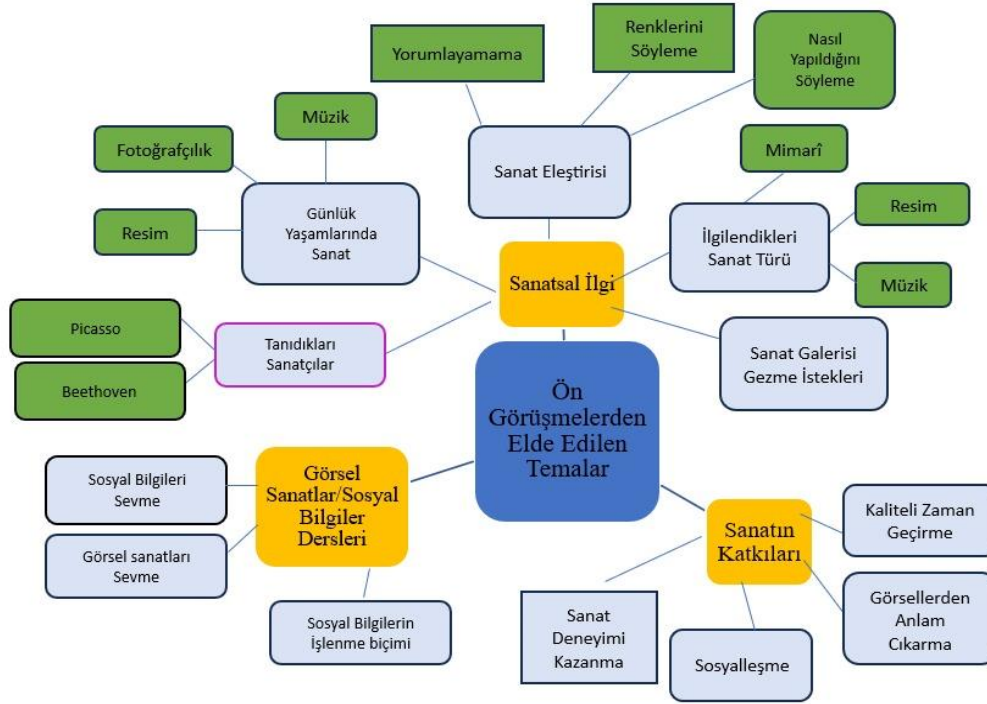 Yorumlayamama
Renklerini
Söyleme
Nasıl
Yapıldığını
Söyleme
Müzik
Fotoğrafçılık
Resim
Günlük
Yaşamlarında
Sanat
Sanat Eleştirisi
Mimarî
Resim
Müzik
İlgilendikleri
Sanat Türü
Sanatsal İlgi
Picasso
Beethoven
Tanıdıkları
Sanatçılar
Sanat Galerisi
Gezme İstekleri
Ön
Görüşmelerden
Elde Edilen
Temalar
Sosyal Bilgileri
Sevme
Görsel sanatları
Sevme
Görsel
Sanatlar/Sosyal
Bilgiler
Dersleri
Sosyal Bilgilerin
İşlenme biçimi
Sanatın
Katkıları
Kaliteli Zaman
Geçirme
Görsellerden
Anlam
Cıkarma
Sanat
Deneyimi
Kazanma
Sosyalleşme